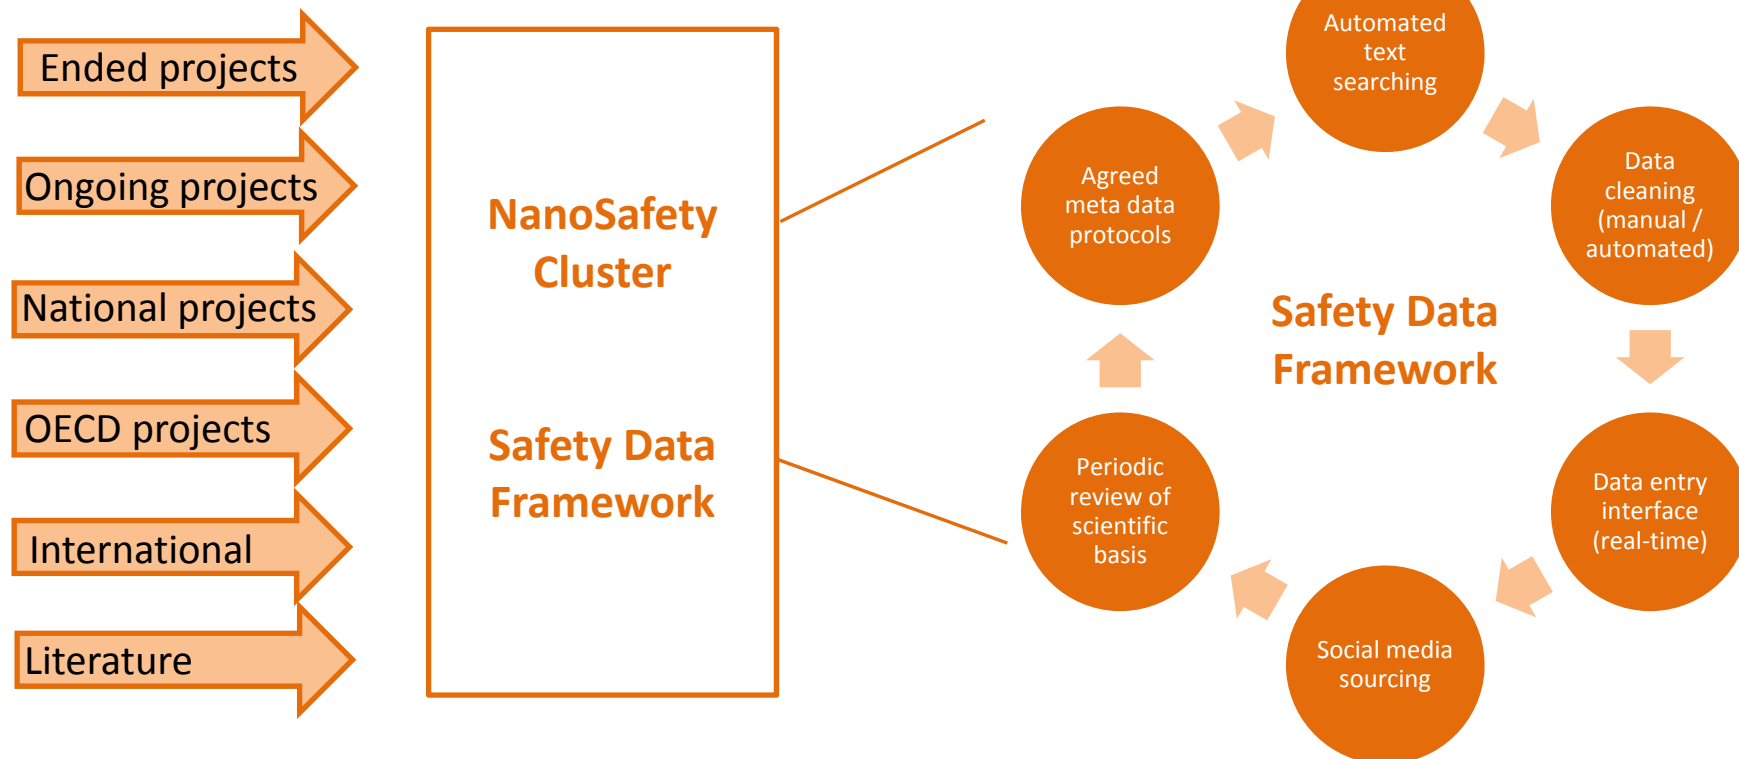 Ended projects
Ongoing projects
National projects
OECD projects
International
Literature
NanoSafety
Cluster
Safety Data
Framework
Automated
text
searching
Data
cleaning
(manual /
automated)
Data entry
interface
(real-time)
Social media
sourcing
Periodic
review of
scientific
basis
Agreed
meta data
protocols
Safety Data
Framework